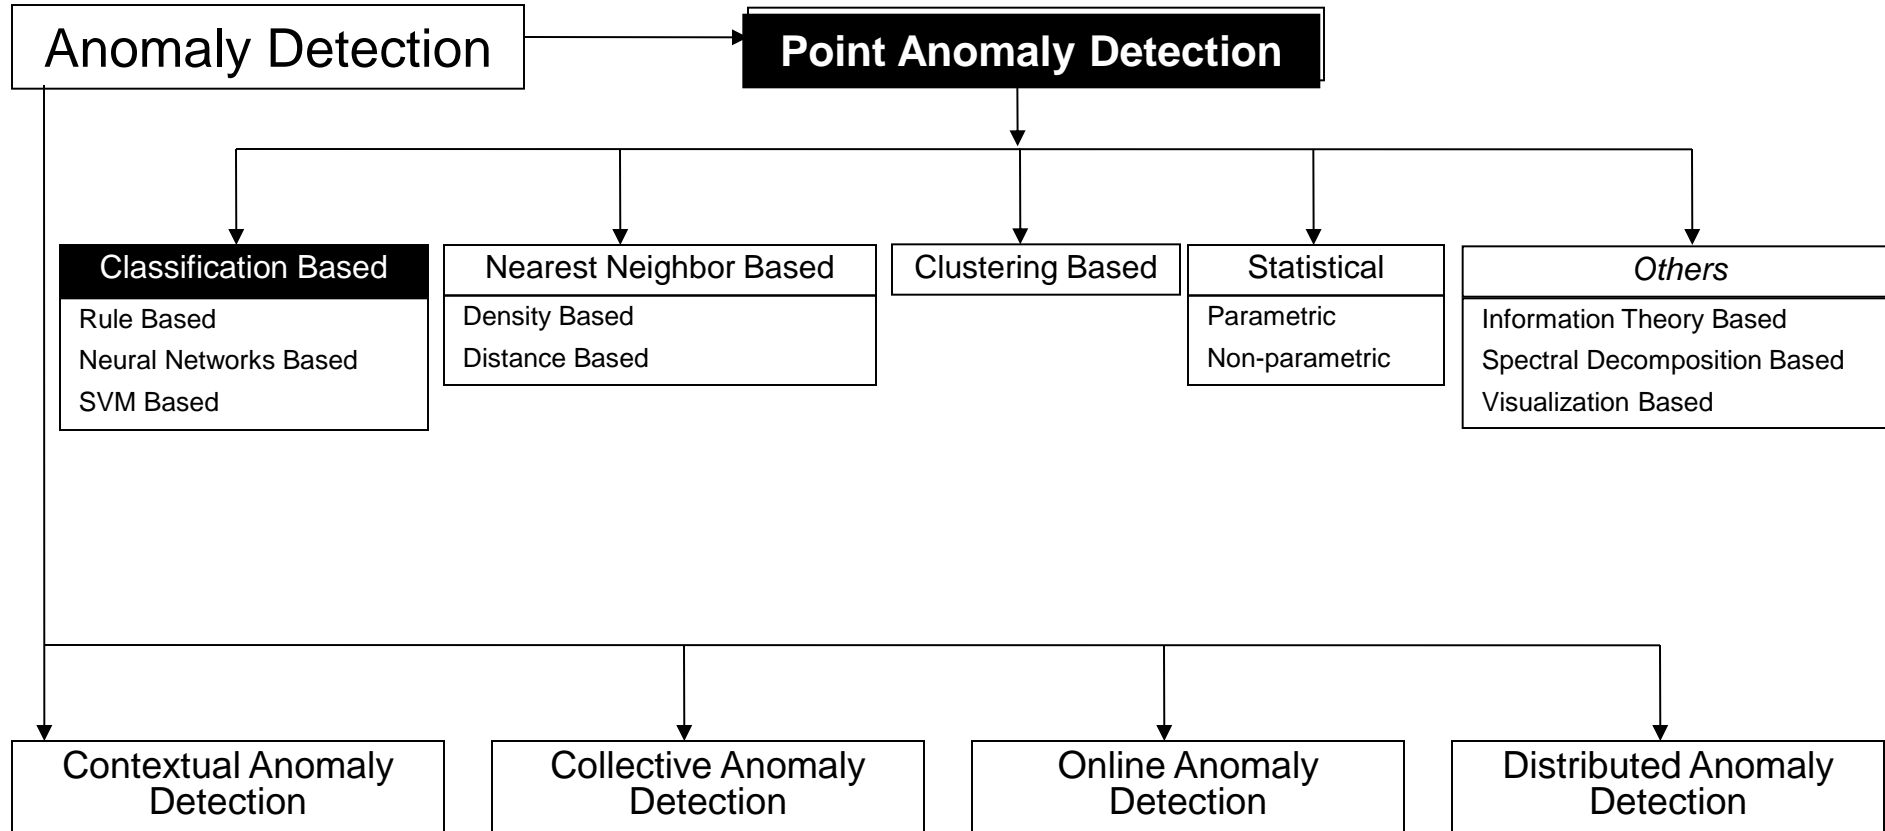 Anomaly Detection
Point Anomaly Detection
Classification Based
Rule Based
Neural Networks Based
SVM Based
Nearest Neighbor Based
Density Based
Distance Based
Clustering Based
Statistical
Parametric
Non-parametric
Others
Information Theory Based
Spectral Decomposition Based
Visualization Based
Contextual Anomaly
Detection
Collective Anomaly
Detection
Online Anomaly
Detection
Distributed Anomaly
Detection